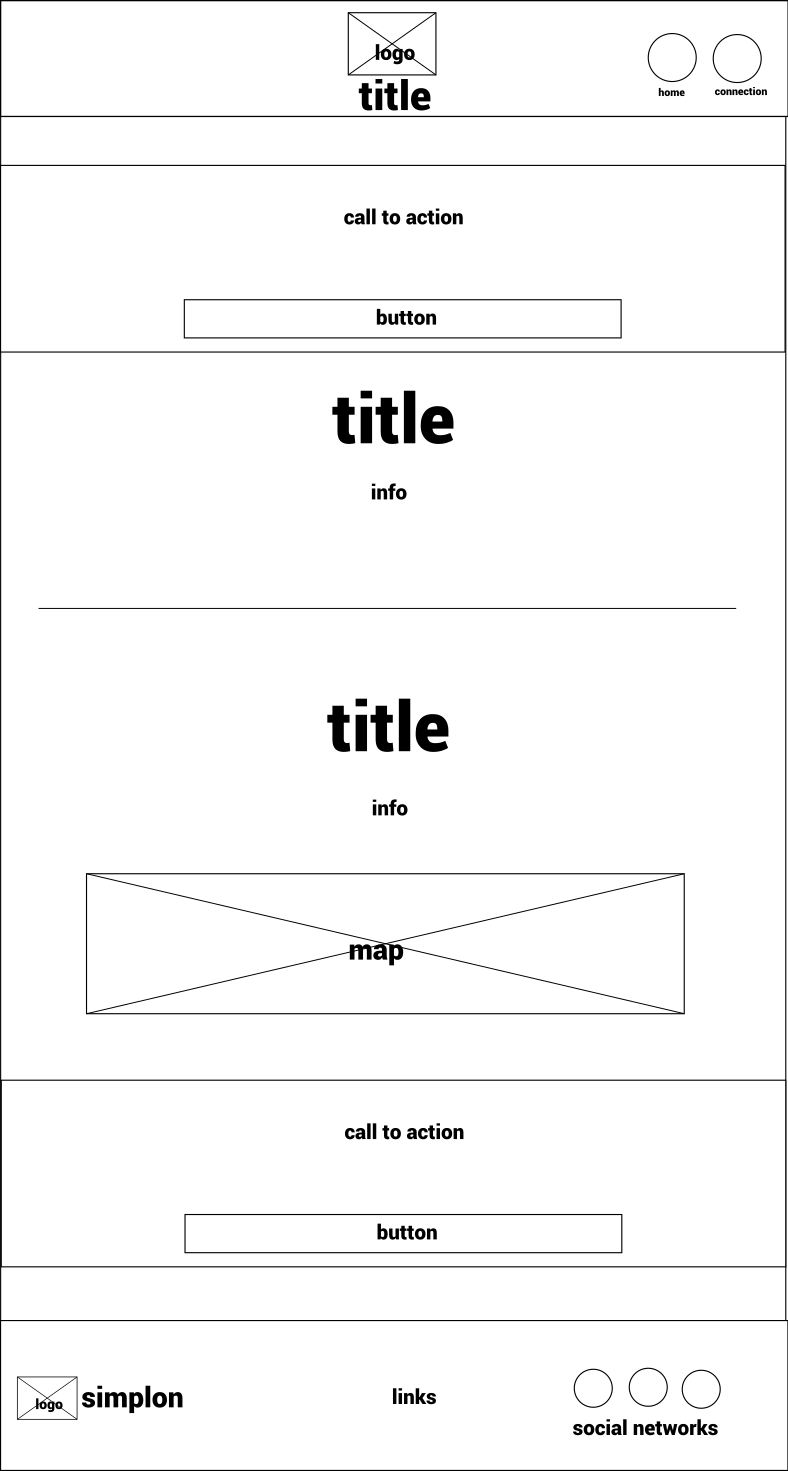 logo
title
home
connection
call to action
button
title
info
title
info
map
call to action
button
logo
simplon
links
social networks